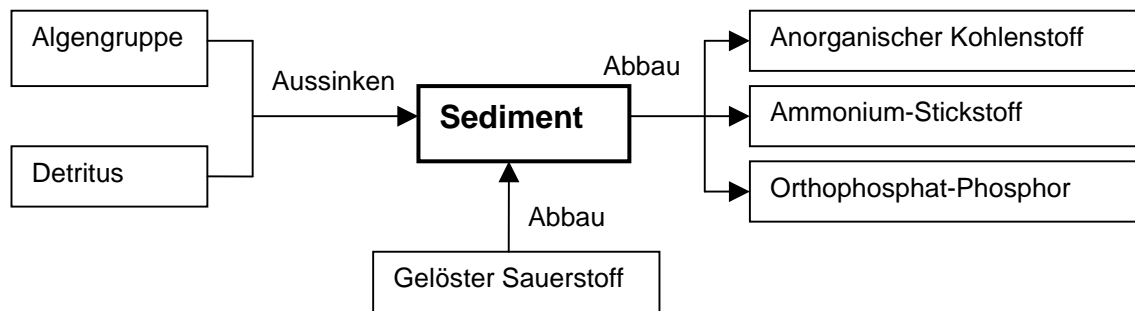 Algengruppe
Detritus
Aussinken
Sediment
Abbau
Gelöster Sauerstoff
Abbau
Anorganischer Kohlenstoff
Ammonium-Stickstoff
Orthophosphat-Phosphor